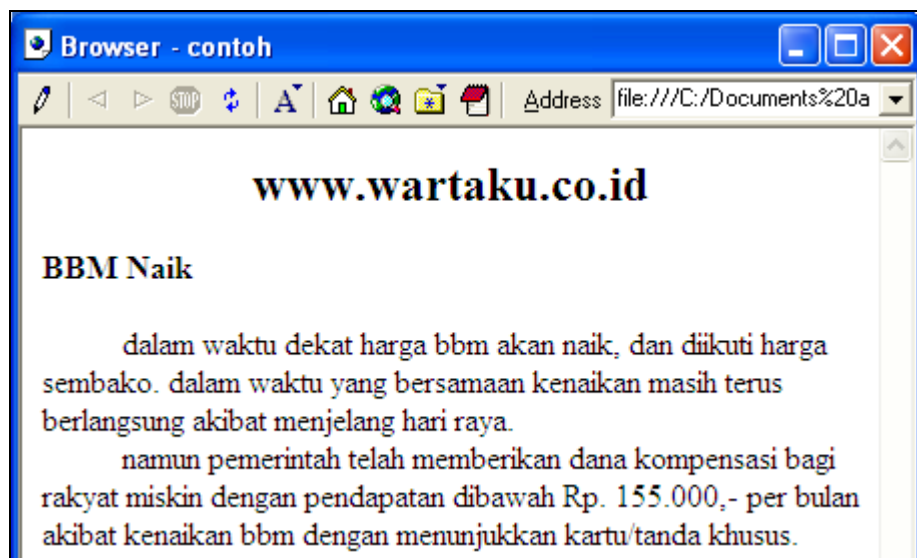 Browser - contoh
STOP A Address file:///C:/Documents%20a
www.wartaku.co.id
BBM Naik
dalam waktu dekat harga bbm akan naik, dan diikuti harga
sembako. dalam waktu yang bersamaan kenaikan masih terus
berlangsung akibat menjelang hari raya.
namun pemerintah telah memberikan dana kompensasi bagi
rakyat miskin dengan pendapatan dibawah Rp. 155.000,- per bulan
akibat kenaikan bbm dengan menunjukkan kartu/tanda khusus.